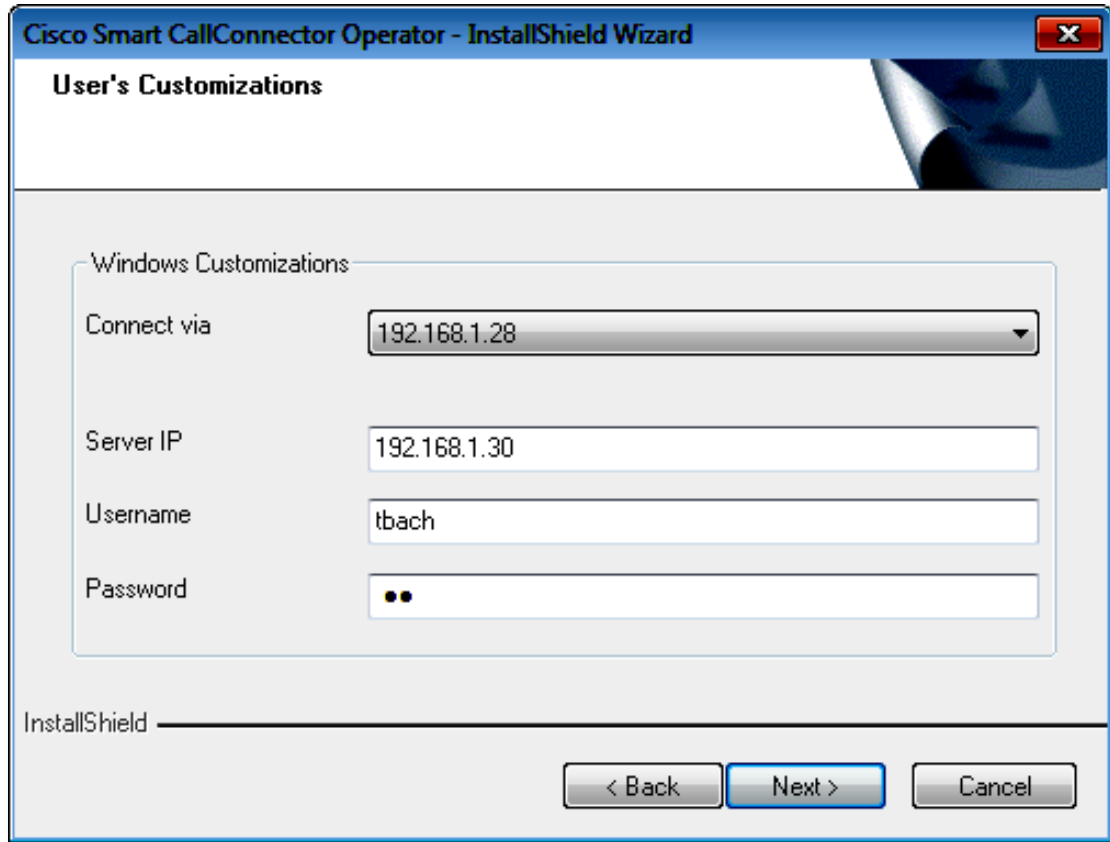 Cisco Smart CallConnector Operator - InstallShield Wizard
User's Customizations
Windows Customizations
Connect via 192.168.1.28
Server IP 192.168.1.30
Username tbach
Password ••
InstallShield
< Back Next > Cancel